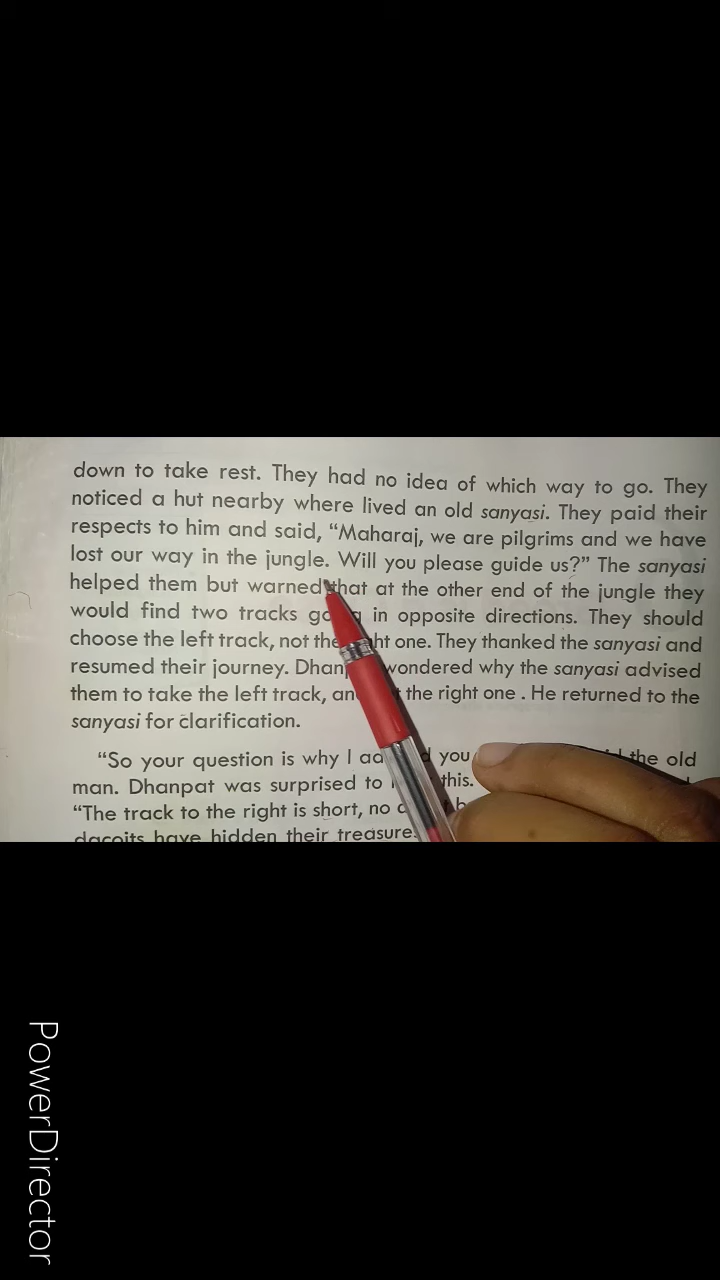 down to take rest. They had no idea of which way to go. They
noticed a hut nearby where lived an old sanyasi. They paid their
respects to him and said, “Maharaj, we are pilgrims and we have
lost our way in the jungle. Will you please guide us?” The sanyasi
helped them but warned that at the other end of the jungle they
would find two tracks in opposite directions. They should
choose the left track, not the one. They thanked the sanyasi and
resumed their journey. wondered why the sanyasi advised
them to take the left track, the right one . He returned to the
sanyasi for clarification.
“So your question is why I you the old
man. Dhanpat was surprised to this.
“The track to the right is short, no
dacoits have hidden their treasure.
PowerDirector